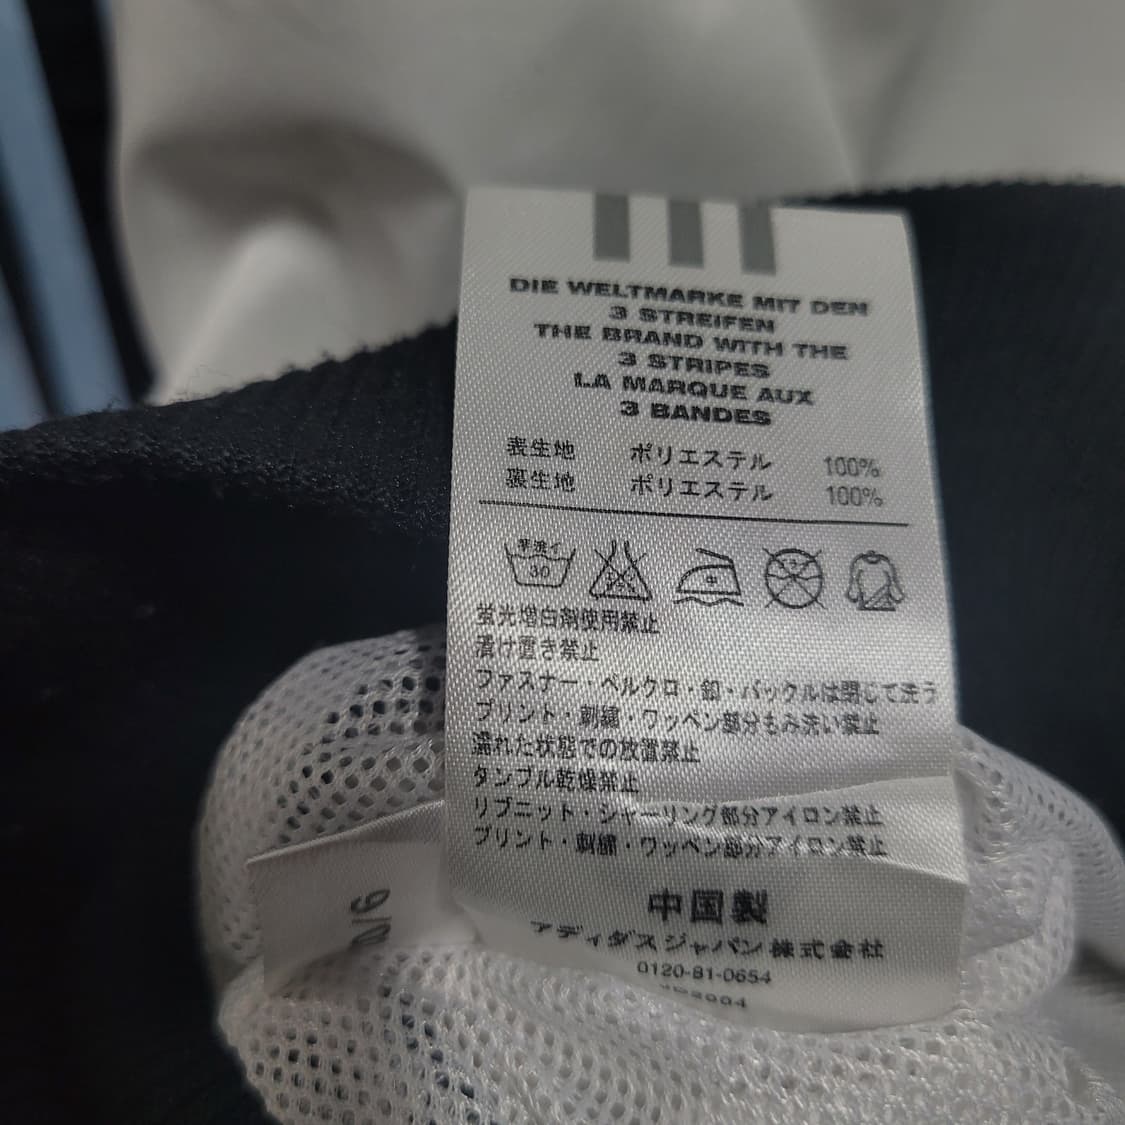 DIE WELTMARKE MIT DEN
3 STREIFEN
THE BRAND WITH THE
3 STRIPES
LA MARQUE AUX
3 BANDES
表生地 ポリエステル 100%
裏生地 ポリエステル 100%
手洗イ
30
蛍光増白剤使用禁止
漬け置き禁止
ファスナー・ベルクロ・釦・バックルは閉じて洗う
プリント・刺繍・ワッペン部分もみ洗い禁止
濡れた状態での放置禁止
タンブル乾燥禁止
リブニット・シャーリング部分アイロン禁止
プリント・刺繍・ワッペン部分アイロン禁止
中国製
アディダスジャパン株式会社
0120-81-0654